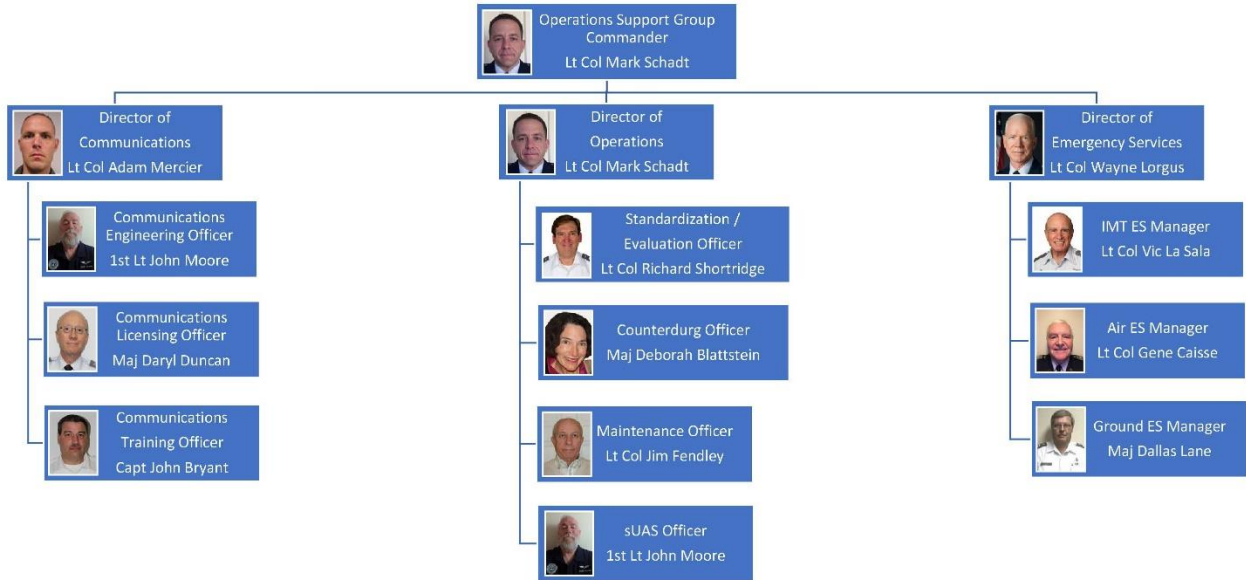 Operations Support Group
Commander
Lt Col Mark Schadt
Director of
Communications
Lt Col Adam Mercier
Communications
Engineering Officer
1st Lt John Moore
Communications
Licensing Officer
Maj Daryl Duncan
Communications
Training Officer
Capt John Bryant
Director of
Operations
Lt Col Mark Schadt
Standardization /
Evaluation Officer
Lt Col Richard Shortridge
Counterdurg Officer
Maj Deborah Blattstein
Maintenance Officer
Lt Col Jim Fendley
sUAS Officer
1st Lt John Moore
Director of
Emergency Services
Lt Col Wayne Lorgus
IMT ES Manager
Lt Col Vic La Sala
Air ES Manager
Lt Col Gene Caisse
Ground ES Manager
Maj Dallas Lane